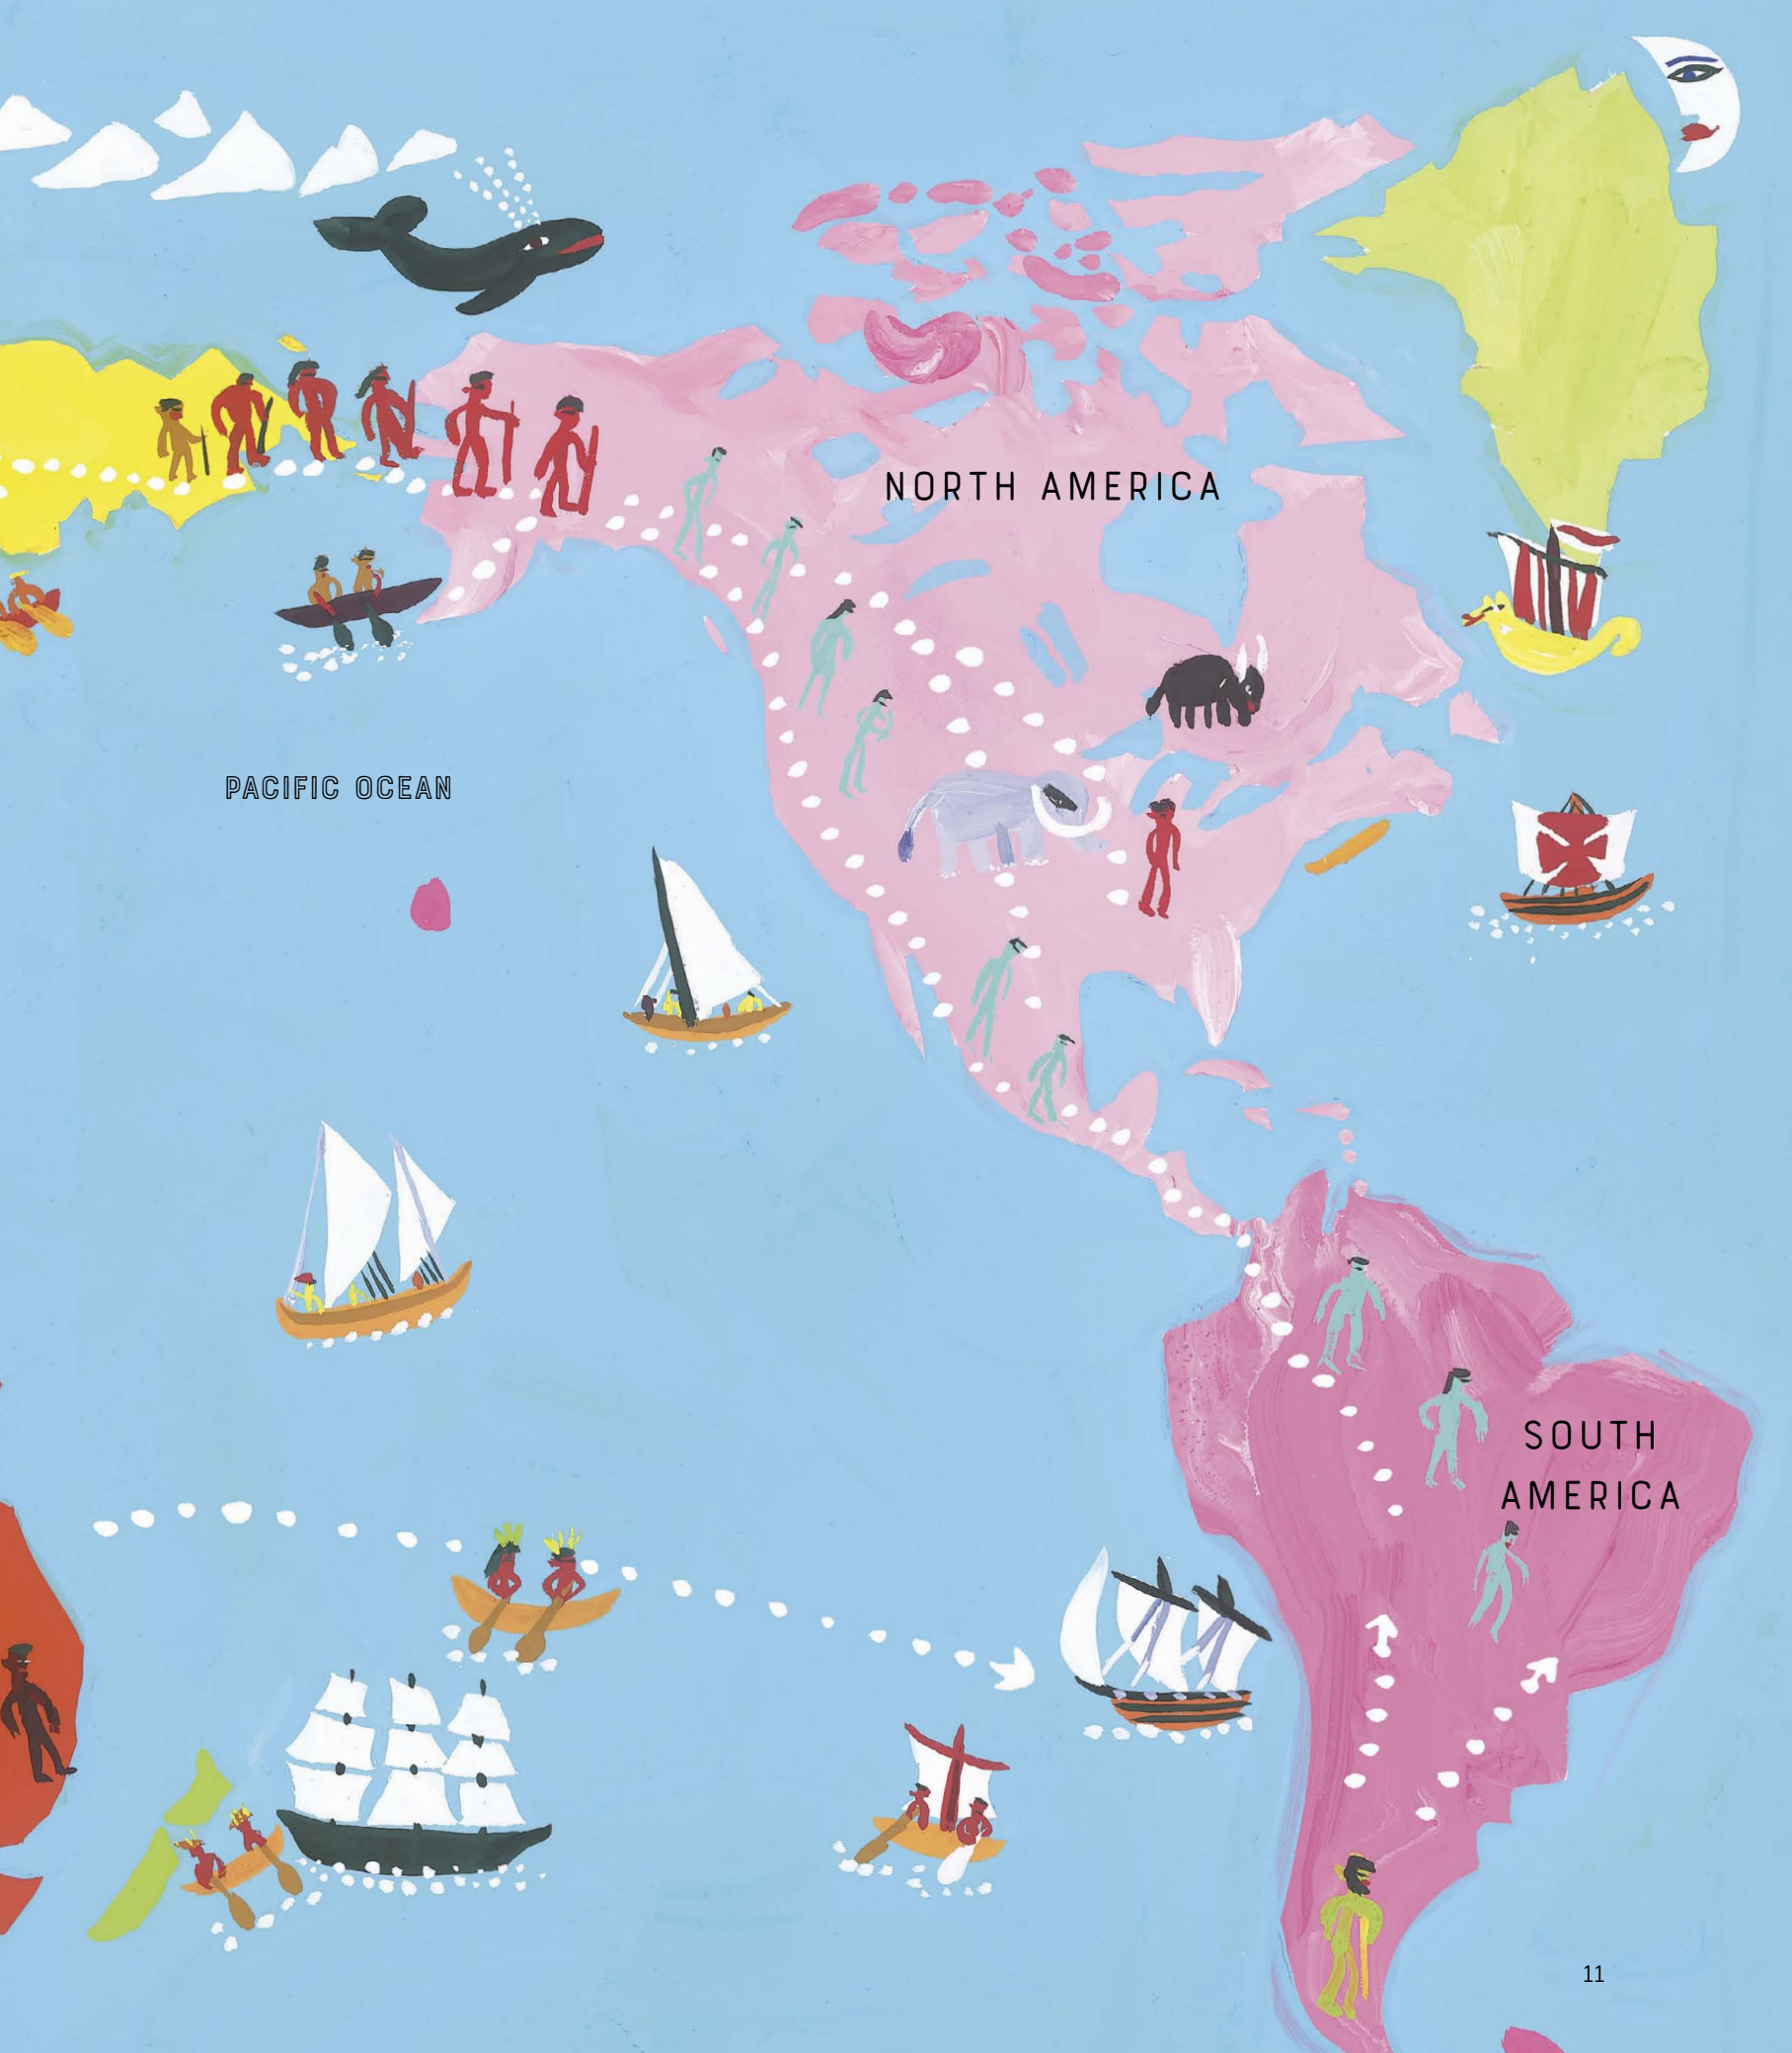 NORTH AMERICA
PACIFIC OCEAN
SOUTH
AMERICA
11